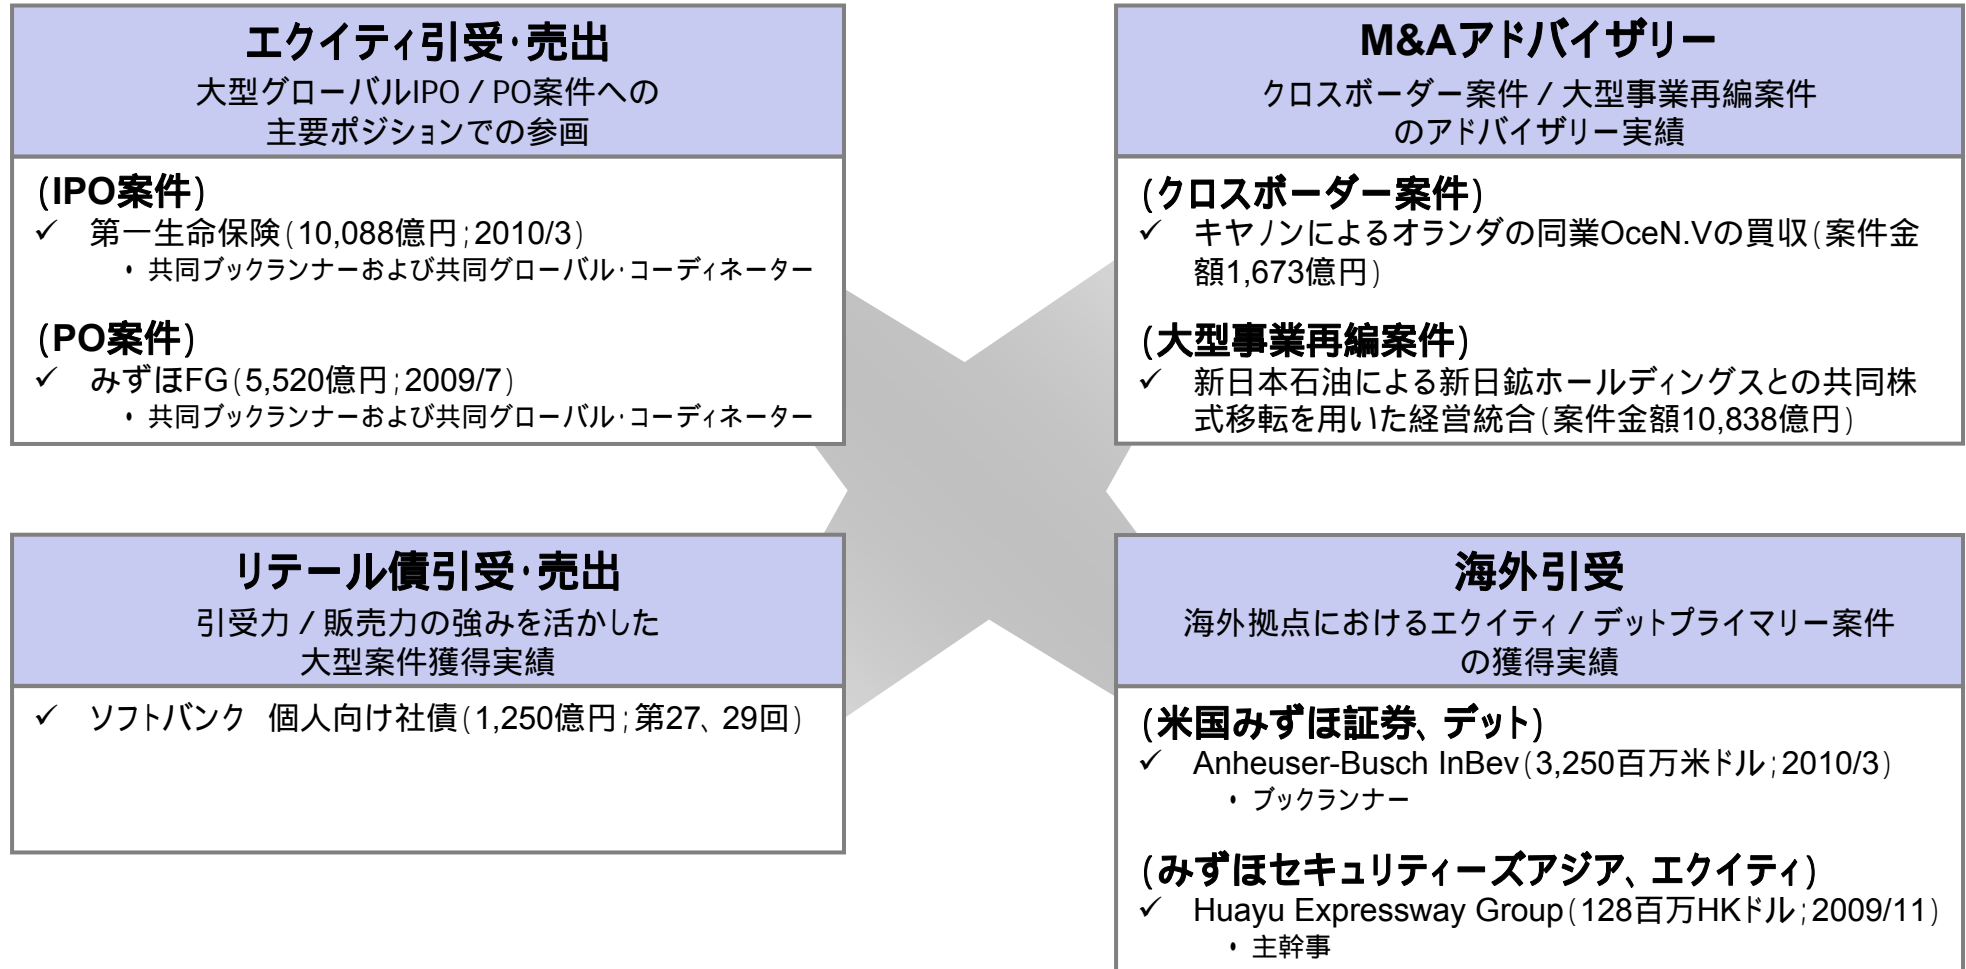 エクイティ引受・売出
大型グローバルIPO / PO案件への
主要ポジションでの参画
(IPO案件)
✓ 第一生命保険(10,088億円;2010/3)
• 共同ブックランナーおよび共同グローバル・コーディネーター
(PO案件)
✓ みずほFG(5,520億円;2009/7)
• 共同ブックランナーおよび共同グローバル・コーディネーター
M&Aアドバイザリー
クロスボーダー案件 / 大型事業再編案件
のアドバイザリー実績
(クロスボーダー案件)
✓ キヤノンによるオランダの同業OceN.Vの買収(案件金
額1,673億円)
(大型事業再編案件)
✓ 新日本石油による新日鉱ホールディングスとの共同株
式移転を用いた経営統合(案件金額10,838億円)
リテール債引受・売出
引受力 / 販売力の強みを活かした
大型案件獲得実績
✓ ソフトバンク 個人向け社債(1,250億円;第27、29回)
海外引受
海外拠点におけるエクイティ / デットプライマリー案件
の獲得実績
(米国みずほ証券、デット)
✓ Anheuser-Busch InBev(3,250百万米ドル;2010/3)
• ブックランナー
(みずほセキュリティーズアジア、エクイティ)
✓ Huayu Expressway Group(128百万HKドル;2009/11)
• 主幹事